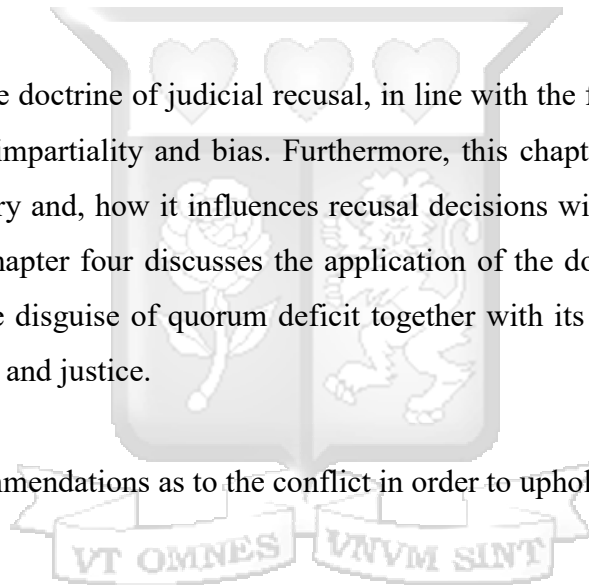 e doctrine of judicial recusal, in line with the f
impartiality and bias. Furthermore, this chapt
ry and, how it influences recusal decisions wi
hapter four discusses the application of the do
e disguise of quorum deficit together with its
and justice.
nmendations as to the conflict in order to uphol
VT OMNES VNVM SINT